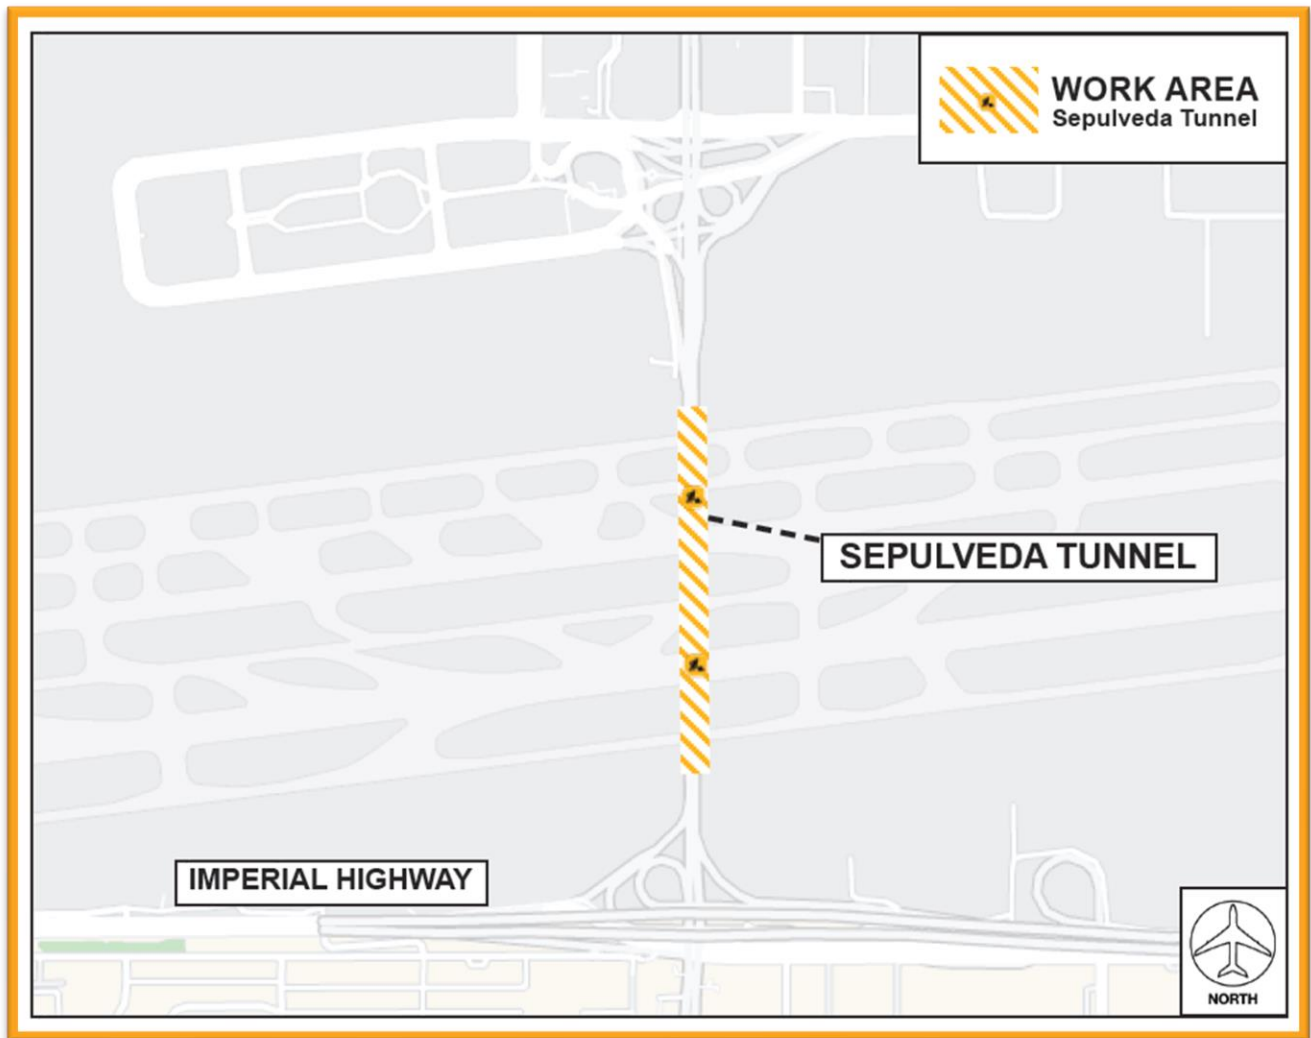 WORK AREA
Sepulveda Tunnel
SEPULVEDA TUNNEL
IMPERIAL HIGHWAY
NORTH